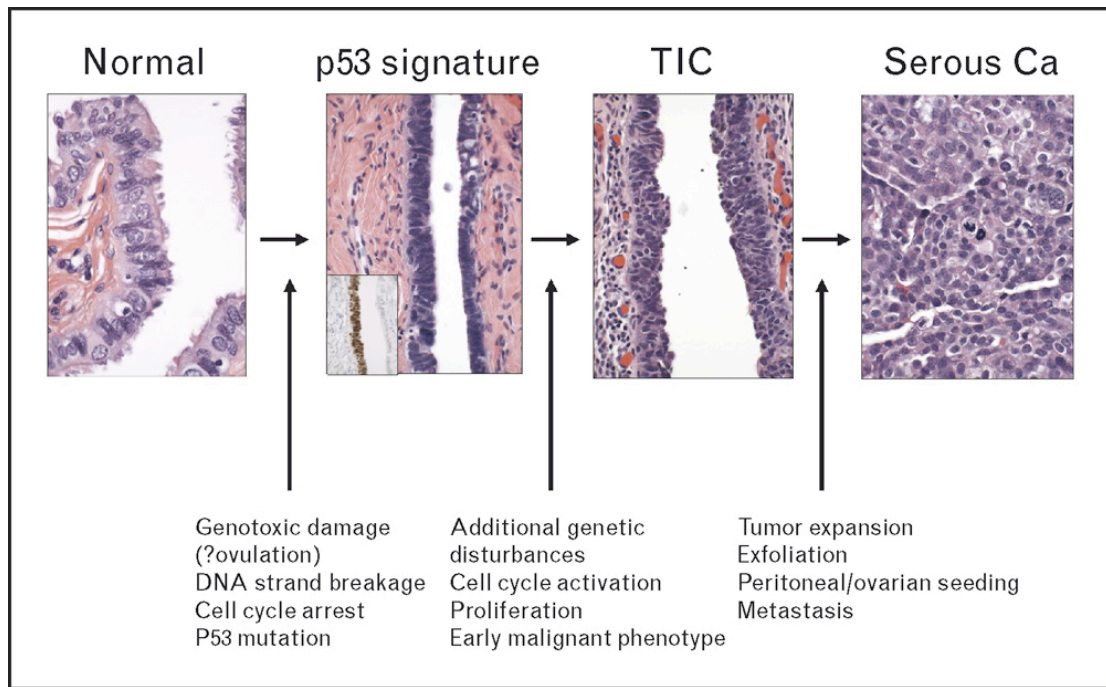 Normal
p53 signature
TIC
Serous Ca
Genotoxic damage
(?ovulation)
DNA strand breakage
Cell cycle arrest
P53 mutation
Additional genetic
disturbances
Cell cycle activation
Proliferation
Early malignant phenotype
Tumor expansion
Exfoliation
Peritoneal/ovarian seeding
Metastasis